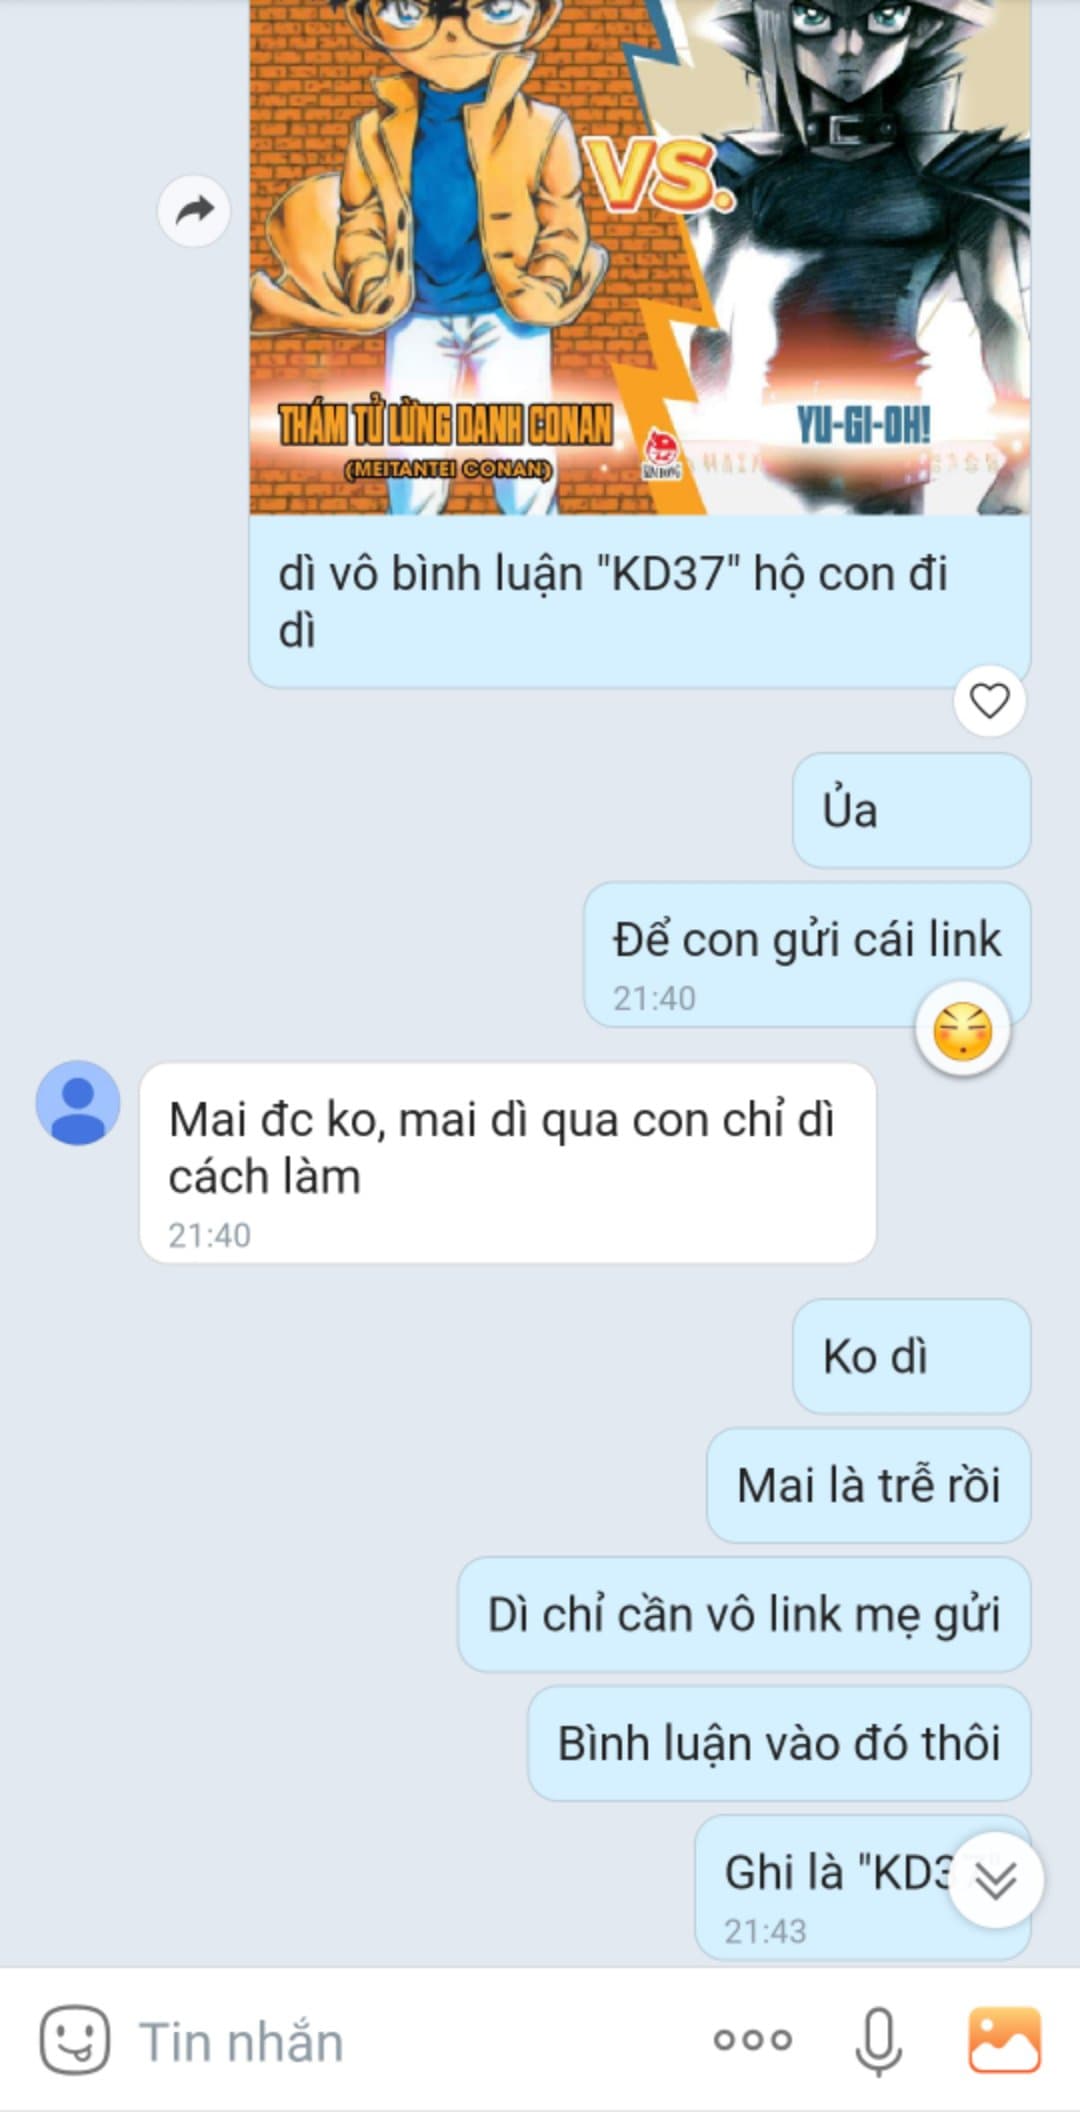 VS.
THÁM TỬ LỪNG DANH CONAN
(MEITANTEI CONAN)
YU-GI-OH!
dì vô bình luận "KD37" hộ con đi
dì
Ủa
Để con gửi cái link
21:40
Mai đc ko, mai dì qua con chỉ dì
cách làm
21:40
Ko dì
Mai là trễ rồi
Dì chỉ cần vô link mẹ gửi
Bình luận vào đó thôi
Ghi là "KD37"
21:43
Tin nhắn